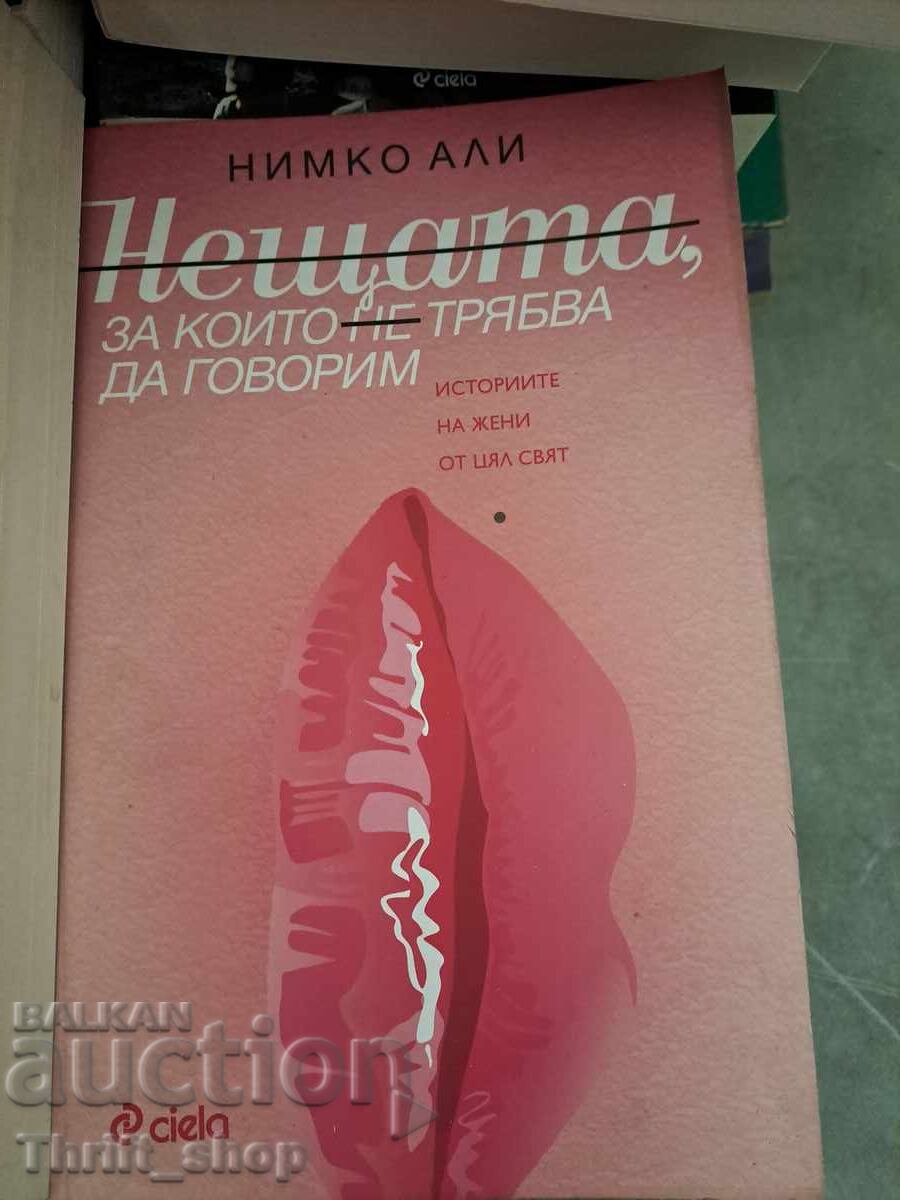 ciela
НИМКО АЛИ
Нещата,
ЗА КОИТО НЕ ТРЯБВА
ДА ГОВОРИМ
ИСТОРИИТЕ
НА ЖЕНИ
ОТ ЦЯЛ СВЯТ
BALKAN
auction
ciela
Thrift_shop